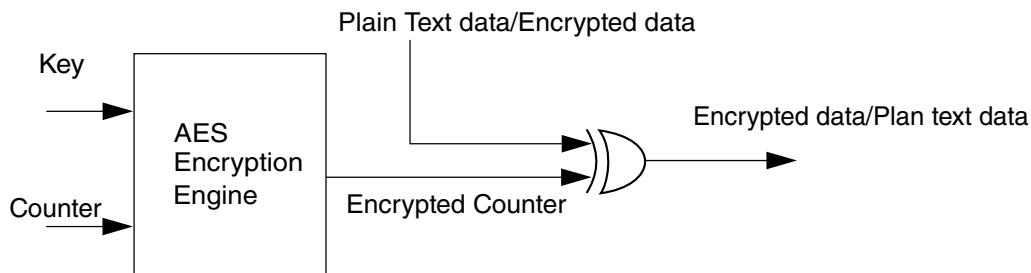 Plain Text data/Encrypted data
Key
Encrypted data/Plan text data
AES
Encryption
Engine
Counter
Encrypted Counter